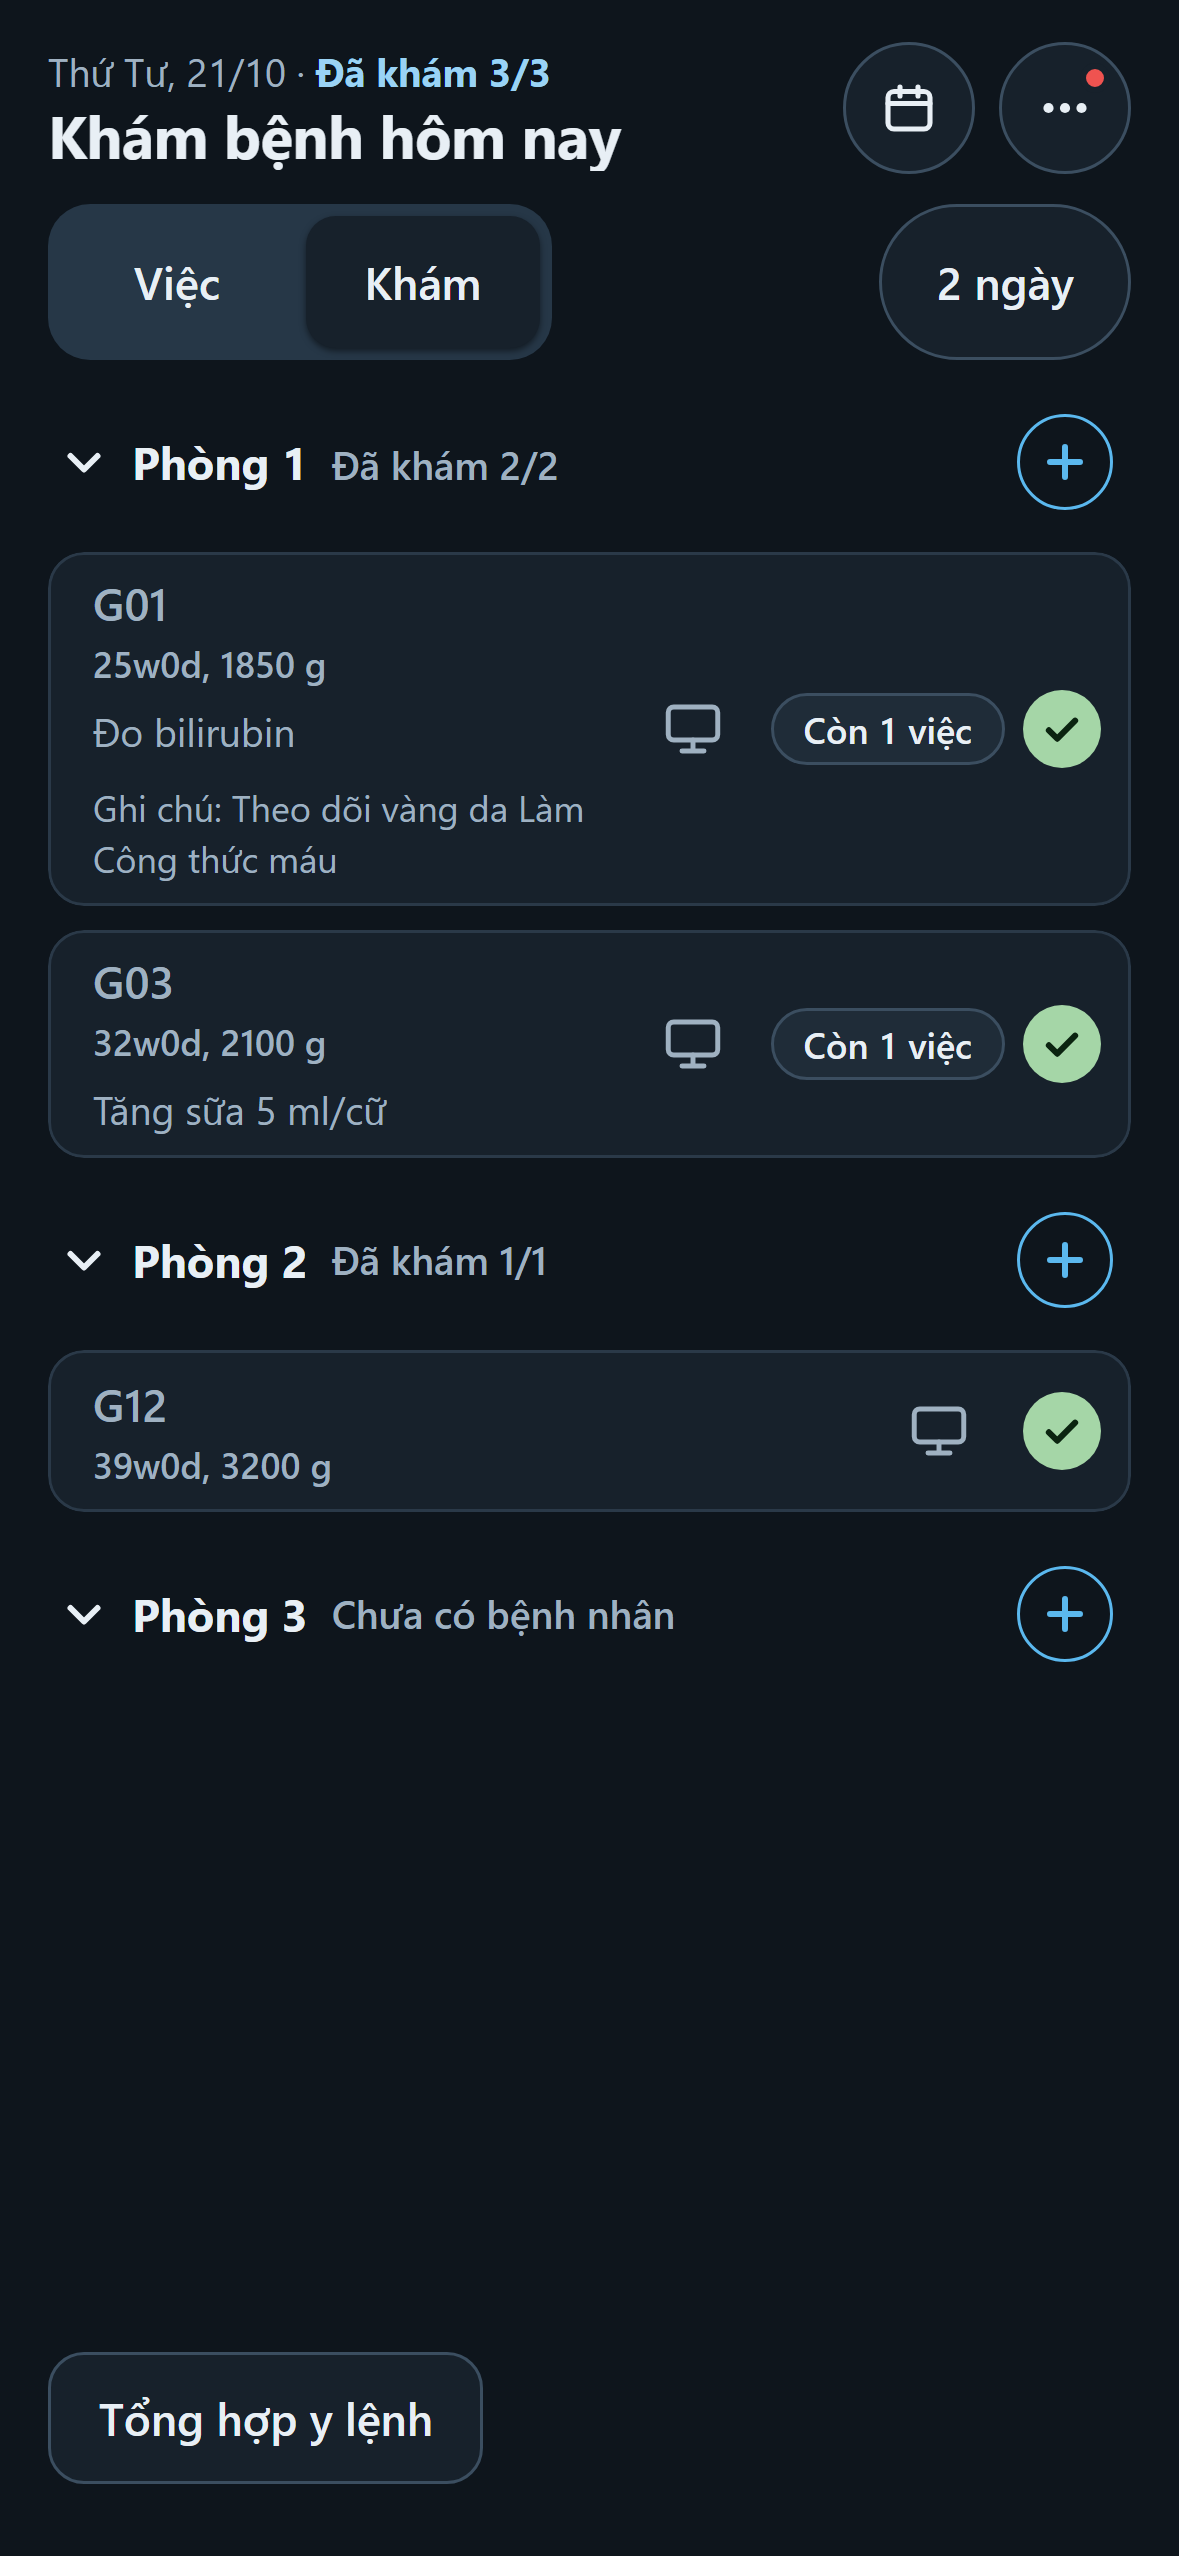 Thứ Tư, 21/10 · Đã khám 3/3
Khám bệnh hôm nay
Việc
Khám
2 ngày
Phòng 1 Đã khám 2/2
G01
25w0d, 1850 g
Đo bilirubin
Còn 1 việc
Ghi chú: Theo dõi vàng da Làm
Công thức máu
G03
32w0d, 2100 g
Còn 1 việc
Tăng sữa 5 ml/cữ
Phòng 2 Đã khám 1/1
G12
39w0d, 3200 g
Phòng 3 Chưa có bệnh nhân
Tổng hợp y lệnh